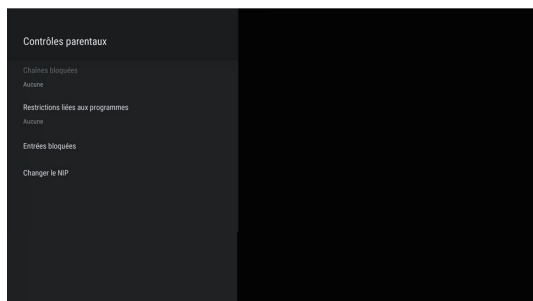 Contrôles parentaux
Chaînes bloquées
Aucune
Restrictions liées aux programmes
Aucune
Entrées bloquées
Changer le NIP